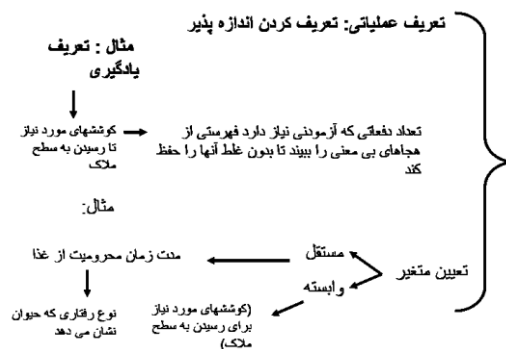 تعریف عملیاتی: تعریف کردن اندازه پذیر
مثال : تعریف
یادگیری
کوششهای مورد نیاز
تا رسیدن به سطح
ملاک
تعداد دفعاتی که آزمودنی نیاز دارد فهرستی از
هجاهای بی معنی را ببیند تا بدون غلط آنها را حفظ
کند
مثال:
تعیین متغیر
مستقل
وابسته
مدت زمان محرومیت از غذا
نوع رفتاری که حیوان
نشان می دهد
(کوششهای مورد نیاز
برای رسیدن به سطح
ملاک)